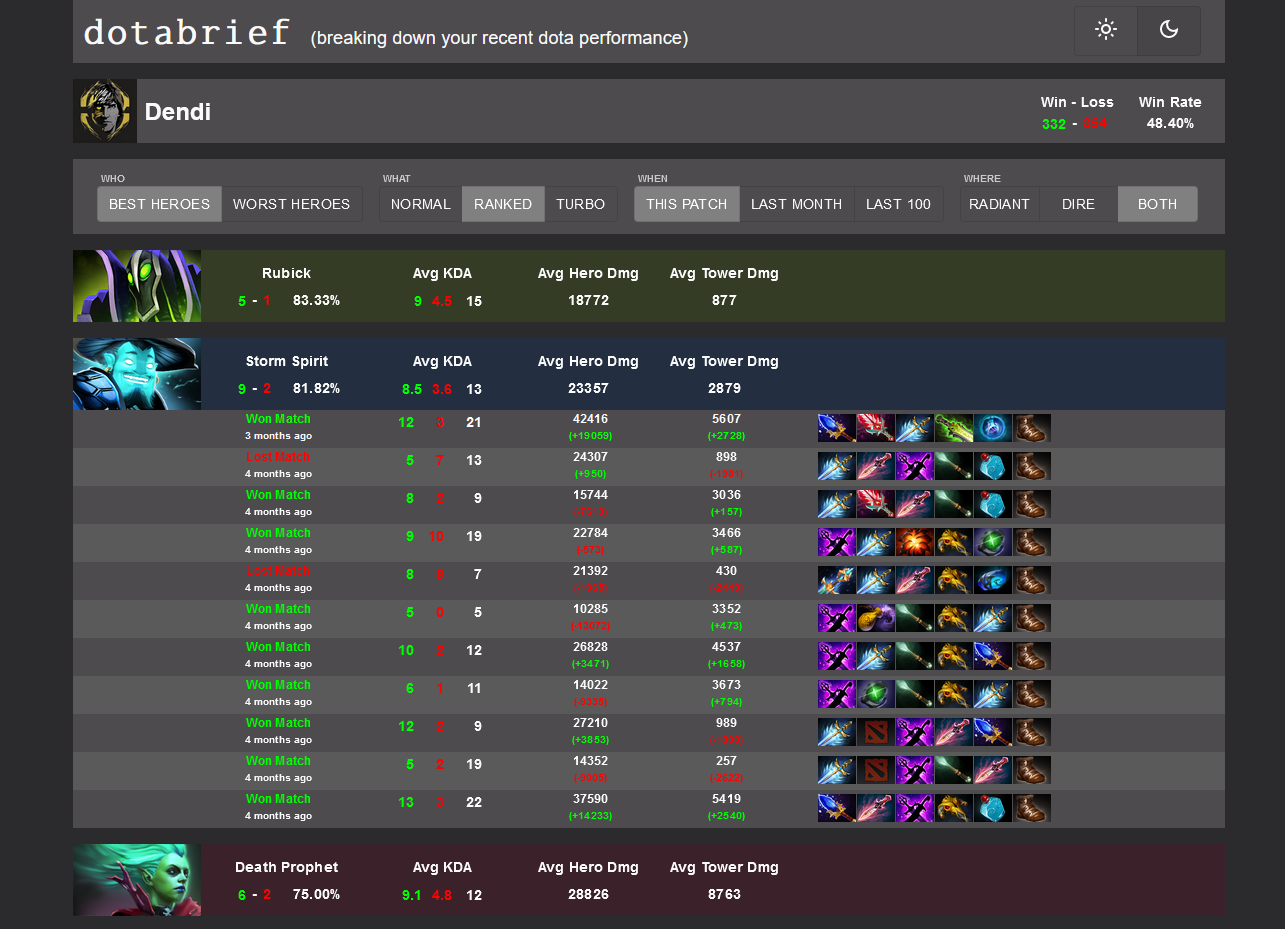 dotabrief (breaking down your recent dota performance)
Dendi
Win - Loss Win Rate
332 - 354 48.40%
WHO WHAT WHEN WHERE
BEST HEROES WORST HEROES NORMAL RANKED TURBO THIS PATCH LAST MONTH LAST 100 RADIANT DIRE BOTH
Rubick Avg KDA Avg Hero Dmg Avg Tower Dmg
5 - 1 83.33% 9 4.5 15 18772 877
Storm Spirit Avg KDA Avg Hero Dmg Avg Tower Dmg
9 - 2 81.82% 8.5 3.6 13 23357 2879
Won Match 12 3 21 42416 5607
3 months ago (+19059) (+2728)
Lost Match 5 7 13 24307 898
4 months ago (+950) (-1981)
Won Match 8 2 9 15744 3036
4 months ago (-7613) (+157)
Won Match 9 10 19 22784 3466
4 months ago (-573) (+587)
Lost Match 8 8 7 21392 430
4 months ago (-1965) (-2449)
Won Match 5 0 5 10285 3352
4 months ago (-13072) (+473)
Won Match 10 2 12 26828 4537
4 months ago (+3471) (+1658)
Won Match 6 1 11 14022 3673
4 months ago (-9335) (+794)
Won Match 12 2 9 27210 989
4 months ago (+3853) (-1890)
Won Match 5 2 19 14352 257
4 months ago (-9005) (-2622)
Won Match 13 3 22 37590 5419
4 months ago (+14233) (+2540)
Death Prophet Avg KDA Avg Hero Dmg Avg Tower Dmg
6 - 2 75.00% 9.1 4.8 12 28826 8763